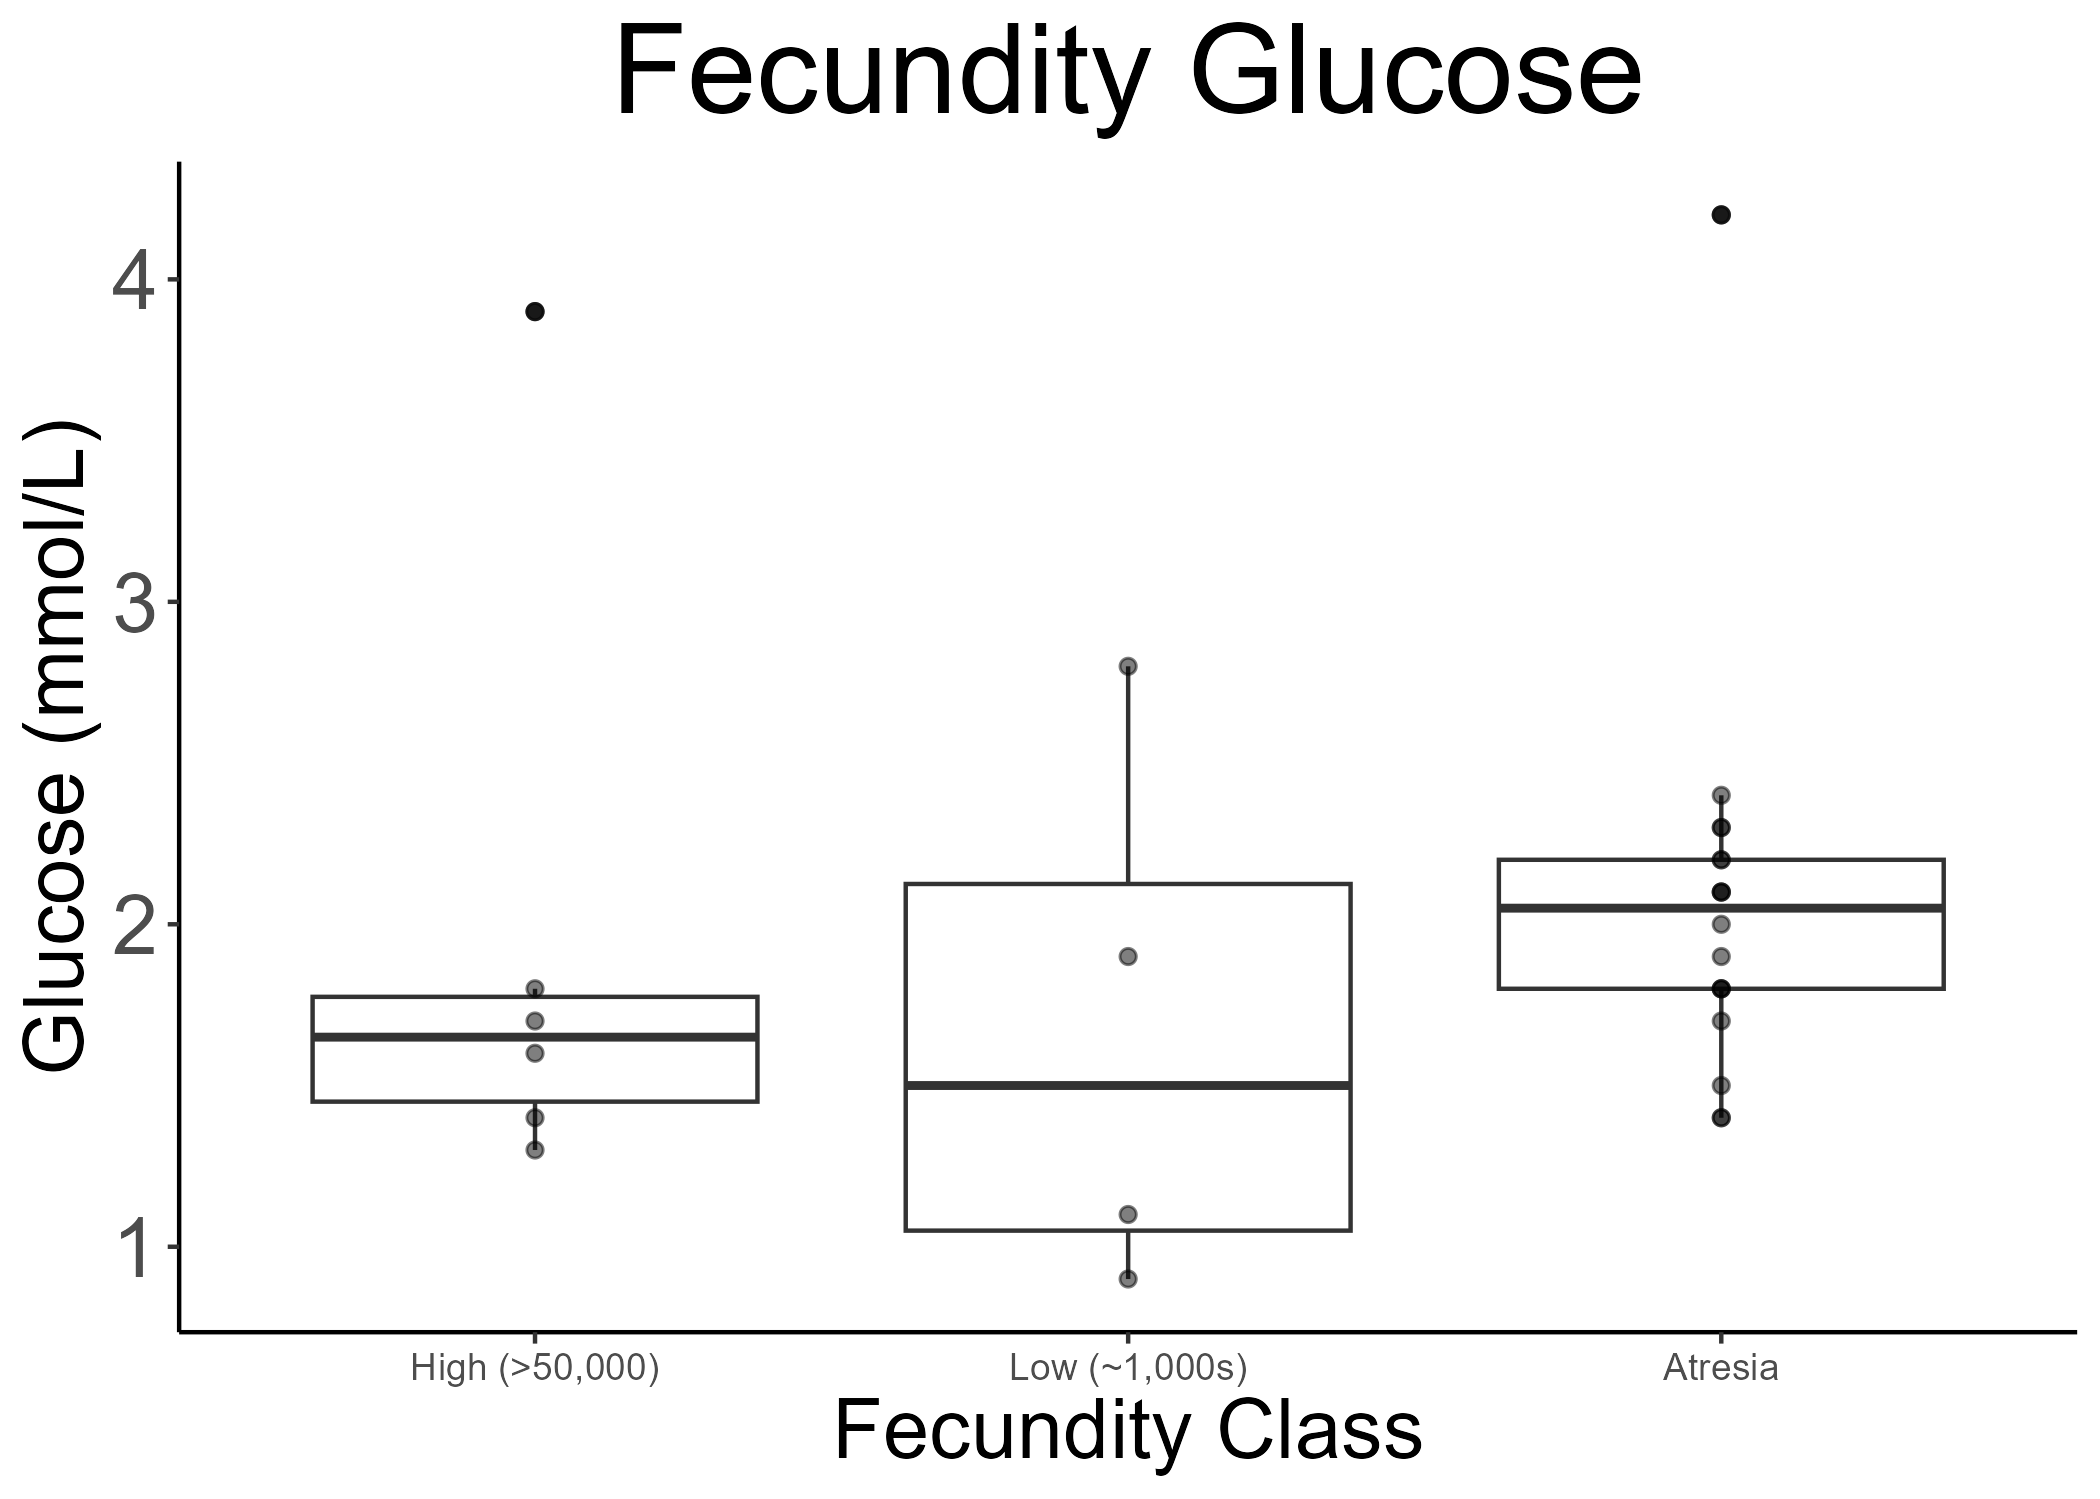 Fecundity Glucose
Glucose (mmol/L)
4
3
2
1
High (>50,000)
Low (~1,000s)
Atresia
Fecundity Class